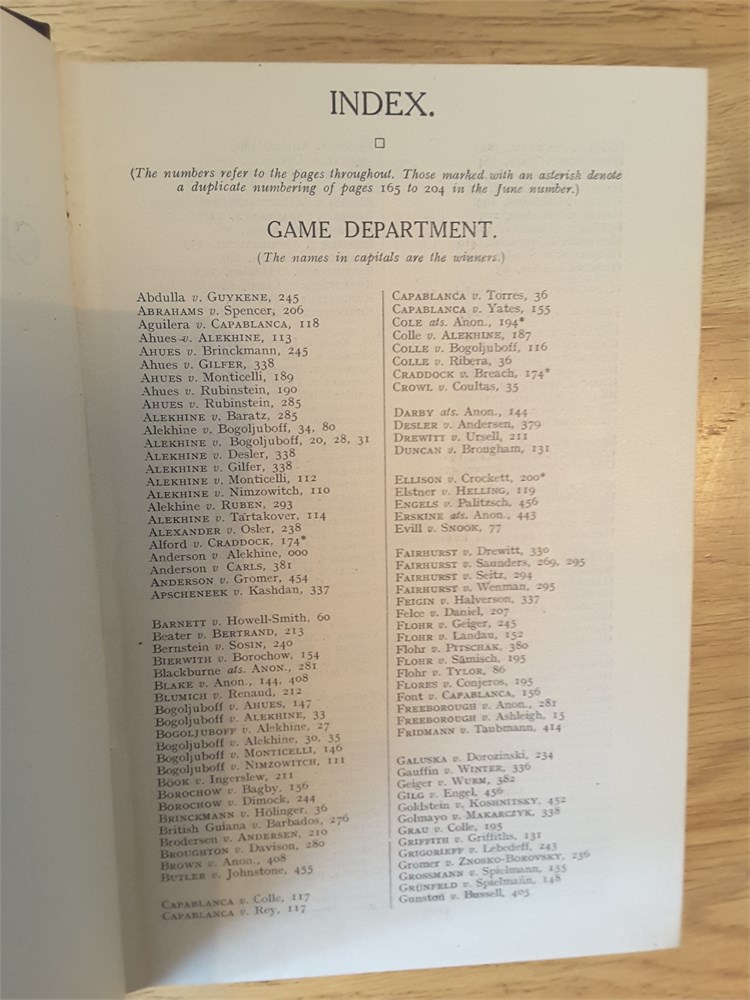 INDEX.
(The numbers refer to the pages throughout. Those marked with an asterisk denote
a duplicate numbering of pages 165 to 204 in the June number.)
GAME DEPARTMENT.
(The names in capitals are the winners.)
Abdulla v. GUYKENE, 245
ABRAHAMS v. Spencer, 206
Aguilera v. CAPABLANCA, 118
Ahues v. ALEKHINE, 113
AHUES v. Brinckmann, 245
Ahues v. GILFER, 338
AHUES v. Monticelli, 189
Ahues v. Rubinstein, 190
AHUES v. Rubinstein, 285
ALEKHINE v. Baratz, 285
Alekhine v. Bogoljuboff, 34, 80
ALEKHINE v. Bogoljuboff, 20, 28, 31
ALEKHINE v. Desler, 338
ALEKHINE v. Gilfer, 338
ALEKHINE v. Monticelli, 112
ALEKHINE v. Nimzowitch, 110
Alekhine v. RUBEN, 293
ALEKHINE v. Tartakover, 114
ALEXANDER v. Osler, 238
Alford v. CRADDOCK, 174*
Anderson v Alekhine, 000
Anderson v. CARLS, 381
ANDERSON v. Gromer, 454
APSCHENEEK v. Kashdan, 337
BARNETT v. Howell-Smith, 60
Beater v. BERTRAND, 213
Bernstein v. SOSIN, 240
BIERWITH v. Borochow, 154
Blackburne ats. ANON., 281
BLAKE v. Anon., 144, 408
BLUMICH v. Renaud, 212
Bogoljuboff v. AHUES, 147
Bogoljuboff v. ALEKHINE, 33
BOGOLJUBOFF v. Alekhine, 27
Bogoljuboff v. Alekhine, 30, 35
Bogoljuboff v. MONTICELLI, 146
Bogoljuboff v. NIMZOWITCH, 111
BÖÖK v. Ingerslew, 211
BOROCHOW v. Bagby, 156
BOROCHOW v. Dimock, 244
BRINCKMANN v. Hölinger, 36
British Guiana v. Barbados, 276
Brodersen v. ANDERSEN, 210
BROUGHTON v. Davison, 280
BROWN v. Anon., 408
BUTLER v. Johnstone, 455
CAPABLANCA v. Colle, 117
CAPABLANCA v. Rey, 117
CAPABLANCA v. Torres, 36
CAPABLANCA v. Yates, 155
COLE ats. Anon., 194*
Colle v. ALEKHINE, 187
COLLE v. Bogoljuboff, 116
COLLE v. Ribera, 36
CRADDOCK v. Breach, 174*
CROWL v. Coultas, 35
DARBY ats. Anon., 144
DESLER v. Andersen, 379
DREWITT v. Ursell, 211
DUNCAN v. Brougham, 131
ELLISON v. Crockett, 200*
Elstner v. HELLING, 119
ENGELS v. Palitzsch, 456
ERSKINE ats. Anon., 443
Evill v. SNOOK, 77
FAIRHURST v. Drewitt, 330
FAIRHURST v. Saunders, 269, 295
FAIRHURST v. Seitz, 294
FAIRHURST v. Wenman, 295
FEIGIN v. Halverson, 337
Felce v. Daniel, 207
FLOHR v. Geiger, 245
FLOHR v. Landau, 152
Flohr v. PITSCHAK, 380
FLOHR v. Sämisch, 195
Flohr v. TYLOR, 86
FLORES v. Conjeros, 195
Font v. CAPABLANCA, 156
FREEBOROUGH v. Anon., 281
FREEBOROUGH v. Ashleigh, 15
FRIDMANN v. Taubmann, 414
GALUSKA v. Dorozinski, 234
Gauffin v. WINTER, 336
Geiger v. WURM, 382
GILG v. Engel, 456
Goldstein v. KOSHNITSKY, 452
Golmayo v. MAKARCZYK, 338
GRAU v. Colle, 195
GRIFFITH v. Griffiths, 131
GRIGORIEFF v. Lebedeff, 243
Gromer v. ZNOSKO-BOROVSKY, 236
GROSSMANN v. Spielmann, 155
GRÜNFELD v. Spielmann, 148
Gunston v. BUSSELL, 405